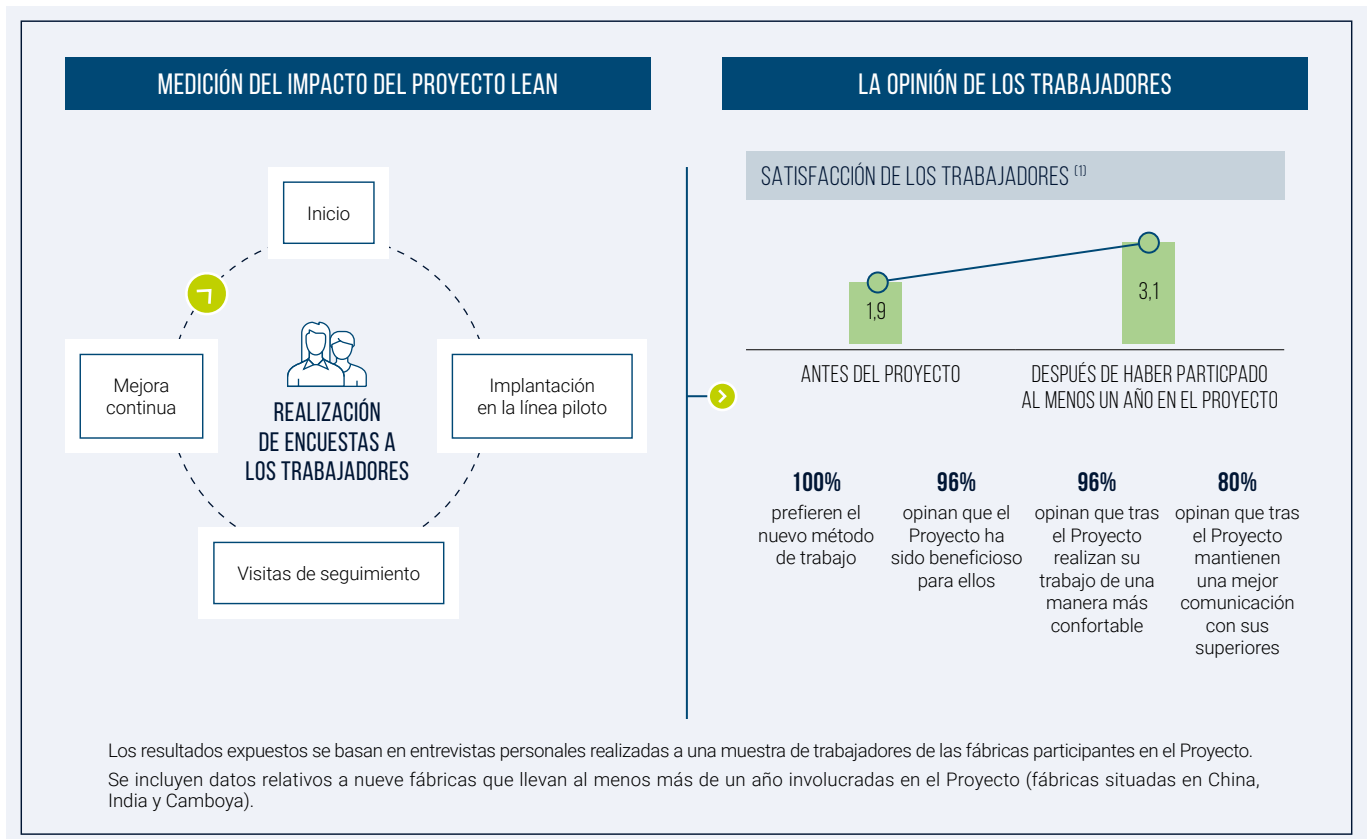 MEDICIÓN DEL IMPACTO DEL PROYECTO LEAN
Inicio
Mejora
continua
Implantación
en la línea piloto
REALIZACIÓN
DE ENCUESTAS A
LOS TRABAJADORES
Visitas de seguimiento
LA OPINIÓN DE LOS TRABAJADORES
SATISFACCIÓN DE LOS TRABAJADORES (1)
1,9
3,1
ANTES DEL PROYECTO
DESPUÉS DE HABER PARTICPADO
AL MENOS UN AÑO EN EL PROYECTO
100%
prefieren el
nuevo método
de trabajo
96%
opinan que el
Proyecto ha
sido beneficioso
para ellos
96%
opinan que tras
el Proyecto
realizan su
trabajo de una
manera más
confortable
80%
opinan que tras
el Proyecto
mantienen
una mejor
comunicación
con sus
superiores
Los resultados expuestos se basan en entrevistas personales realizadas a una muestra de trabajadores de las fábricas participantes en el Proyecto.
Se incluyen datos relativos a nueve fábricas que llevan al menos más de un año involucradas en el Proyecto (fábricas situadas en China,
India y Camboya).